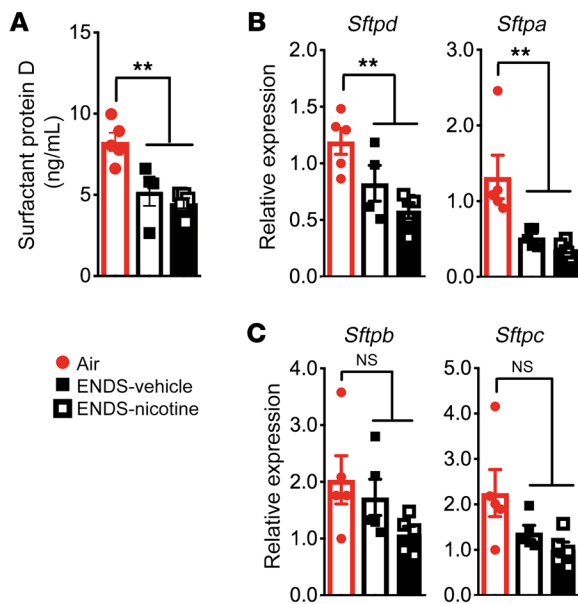 A
Surfactant protein D
(ng/mL)
15
10
5
0
**
B
Sftpd
Relative expression
2.0
1.5
1.0
0.5
0.0
**
Sftpa
3.0
2.0
1.0
0.0
**
Air
ENDS-vehicle
ENDS-nicotine
C
Sftpb
Relative expression
4.0
3.0
2.0
1.0
0.0
NS
Sftpc
5.0
4.0
3.0
2.0
1.0
0.0
NS